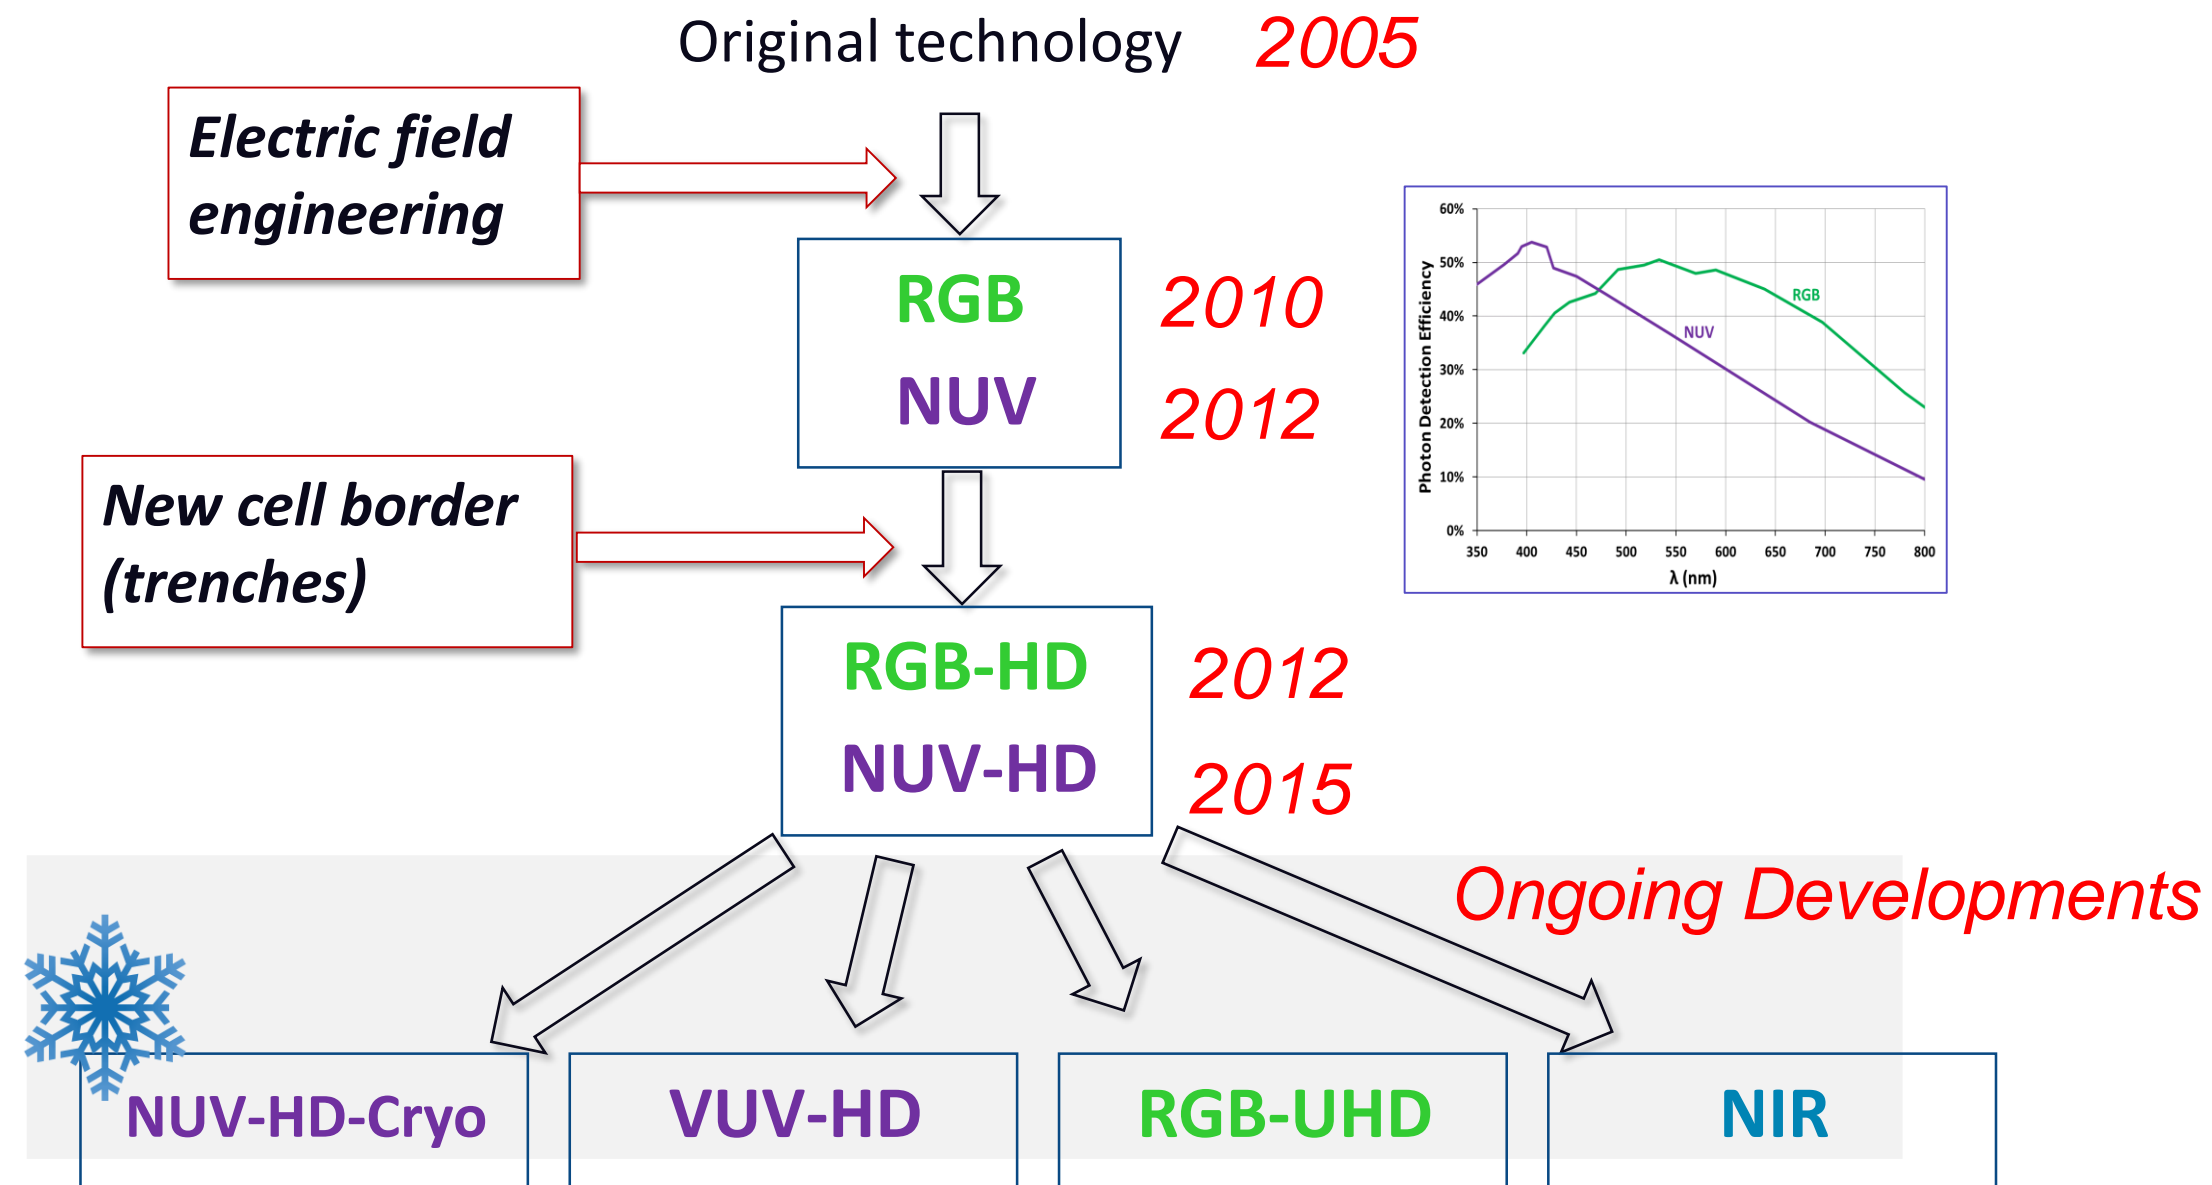 Original technology 2005
Electric field
engineering
RGB 2010
NUV 2012
60%
50%
40%
30%
20%
10%
0%
Photon Detection Efficiency
RGB
NUV
350 400 450 500 550 600 650 700 750 800
λ (nm)
New cell border
(trenches)
RGB-HD 2012
NUV-HD 2015
Ongoing Developments
NUV-HD-Cryo VUV-HD RGB-UHD NIR